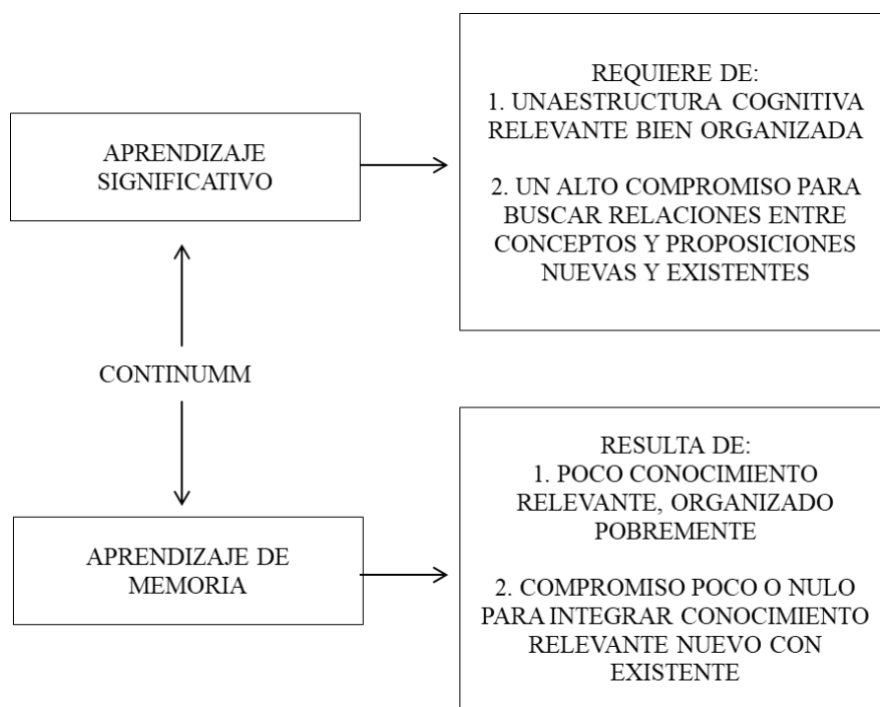 APRENDIZAJE
SIGNIFICATIVO
REQUIERE DE:
1. UNAESTRUCTURA COGNITIVA
RELEVANTE BIEN ORGANIZADA
2. UN ALTO COMPROMISO PARA
BUSCAR RELACIONES ENTRE
CONCEPTOS Y PROPOSICIONES
NUEVAS Y EXISTENTES
CONTINUMM
APRENDIZAJE DE
MEMORIA
RESULTA DE:
1. POCO CONOCIMIENTO
RELEVANTE, ORGANIZADO
POBREMENTE
2. COMPROMISO POCO O NULO
PARA INTEGRAR CONOCIMIENTO
RELEVANTE NUEVO CON
EXISTENTE